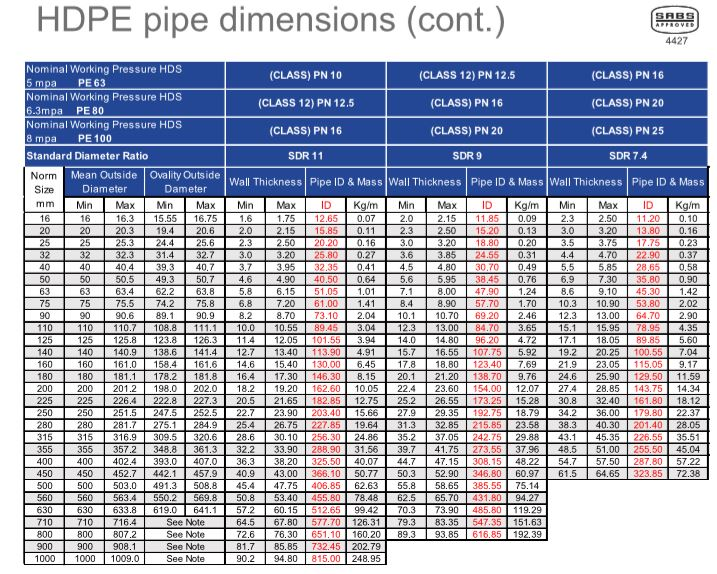 HDPE pipe dimensions (cont.)
SABS
APPROVED
4427
Nominal Working Pressure HDS
5 mpa PE 63 (CLASS) PN 10 (CLASS 12) PN 12.5 (CLASS) PN 16
Nominal Working Pressure HDS
6.3mpa PE 80 (CLASS 12) PN 12.5 (CLASS) PN 16 (CLASS) PN 20
Nominal Working Pressure HDS
8 mpa PE 100 (CLASS) PN 16 (CLASS) PN 20 (CLASS) PN 25
Standard Diameter Ratio SDR 11 SDR 9 SDR 7.4
Norm Mean Outside Ovality Outside Wall Thickness Pipe ID & Mass Wall Thickness Pipe ID & Mass Wall Thickness Pipe ID & Mass
Size Diameter Dameter
mm Min Max Min Max Min Max ID Kg/m Min Max ID Kg/m Min Max ID Kg/m
16 16 16.3 15.55 16.75 1.6 1.75 12.65 0.07 2.0 2.15 11.85 0.09 2.3 2.50 11.20 0.10
20 20 20.3 19.4 20.6 2.0 2.15 15.85 0.11 2.3 2.50 15.20 0.13 3.0 3.20 13.80 0.16
25 25 25.3 24.4 25.6 2.3 2.50 20.20 0.16 3.0 3.20 18.80 0.20 3.5 3.75 17.75 0.23
32 32 32.3 31.4 32.7 3.0 3.20 25.80 0.27 3.6 3.85 24.55 0.31 4.4 4.70 22.90 0.37
40 40 40.4 39.3 40.7 3.7 3.95 32.35 0.41 4.5 4.80 30.70 0.49 5.5 5.85 28.65 0.58
50 50 50.5 49.3 50.7 4.6 4.90 40.50 0.64 5.6 5.95 38.45 0.76 6.9 7.30 35.80 0.90
63 63 63.4 62.2 63.8 5.8 6.15 51.05 1.01 7.1 8.00 47.90 1.24 8.6 9.10 45.30 1.42
75 75 75.5 74.2 75.8 6.8 7.20 61.00 1.41 8.4 8.90 57.70 1.70 10.3 10.90 53.80 2.02
90 90 90.6 89.1 90.9 8.2 8.70 73.10 2.04 10.1 10.70 69.20 2.46 12.3 13.00 64.70 2.90
110 110 110.7 108.8 111.1 10.0 10.55 89.45 3.04 12.3 13.00 84.70 3.65 15.1 15.95 78.95 4.35
125 125 125.8 123.8 126.3 11.4 12.05 101.55 3.94 14.0 14.80 96.20 4.72 17.1 18.05 89.85 5.60
140 140 140.9 138.6 141.4 12.7 13.40 113.90 4.91 15.7 16.55 107.75 5.92 19.2 20.25 100.55 7.04
160 160 161.0 158.4 161.6 14.6 15.40 130.00 6.45 17.8 18.80 123.40 7.69 21.9 23.05 115.05 9.17
180 180 181.1 178.2 181.8 16.4 17.30 146.30 8.15 20.1 21.20 138.70 9.76 24.6 25.90 129.50 11.59
200 200 201.2 198.0 202.0 18.2 19.20 162.60 10.05 22.4 23.60 154.00 12.07 27.4 28.85 143.75 14.34
225 225 226.4 222.8 227.3 20.5 21.65 182.85 12.75 25.2 26.55 173.25 15.28 30.8 32.40 161.80 18.12
250 250 251.5 247.5 252.5 22.7 23.90 203.40 15.66 27.9 29.35 192.75 18.79 34.2 36.00 179.80 22.37
280 280 281.7 275.1 284.9 25.4 26.75 227.85 19.64 31.3 32.85 215.85 23.58 38.3 40.30 201.40 28.05
315 315 316.9 309.5 320.6 28.6 30.10 256.30 24.86 35.2 37.05 242.75 29.88 43.1 45.35 226.55 35.51
355 355 357.2 348.8 361.3 32.2 33.90 288.90 31.56 39.7 41.75 273.55 37.96 48.5 51.00 255.50 45.04
400 400 402.4 393.0 407.0 36.3 38.20 325.50 40.07 44.7 47.15 308.15 48.22 54.7 57.50 287.80 57.22
450 450 452.7 442.1 457.9 40.9 43.00 366.10 50.77 50.3 52.90 346.80 60.97 61.5 64.65 323.85 72.38
500 500 503.0 491.3 508.8 45.4 47.75 406.85 62.63 55.8 58.65 385.55 75.14
560 560 563.4 550.2 569.8 50.8 53.40 455.80 78.48 62.5 65.70 431.80 94.27
630 630 633.8 619.0 641.1 57.2 60.15 512.65 99.42 70.3 73.90 485.80 119.29
710 710 716.4 See Note 64.5 67.80 577.70 126.31 79.3 83.35 547.35 151.63
800 800 807.2 See Note 72.6 76.30 651.10 160.20 89.3 93.85 616.85 192.39
900 900 908.1 See Note 81.7 85.85 732.45 202.79
1000 1000 1009.0 See Note 90.2 94.80 815.00 248.95